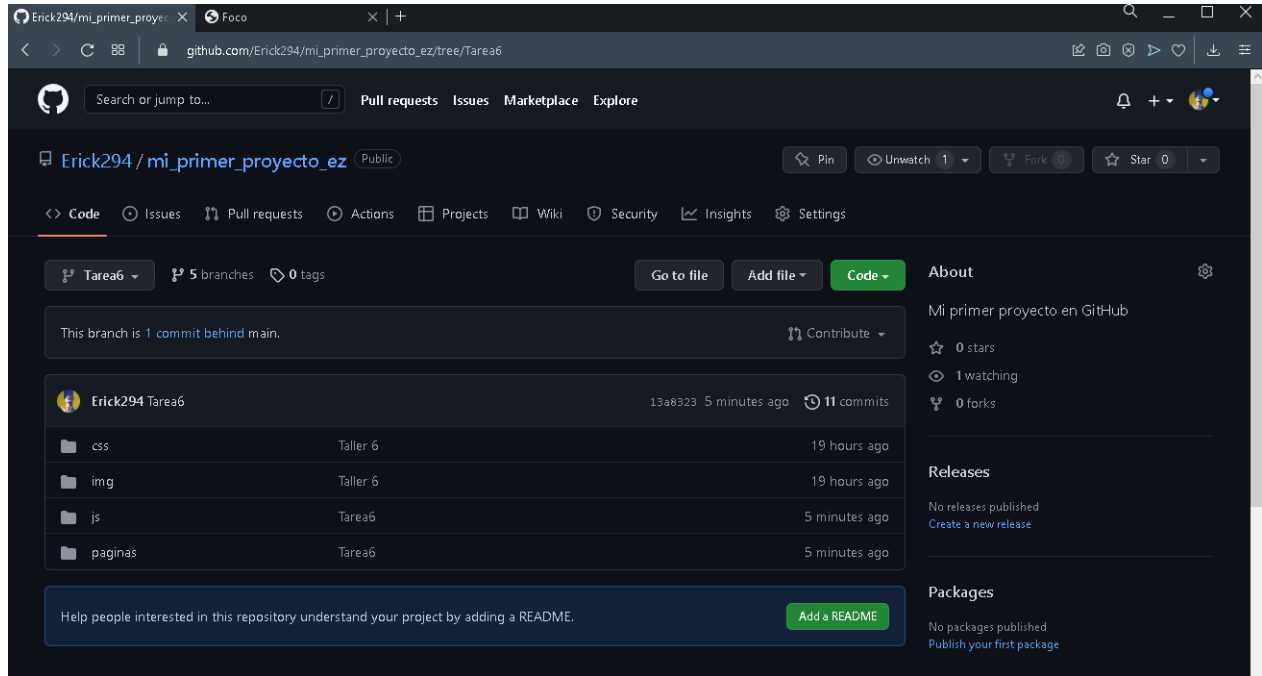 Erick294/mi_primer_proyec Foco
github.com/Erick294/mi_primer_proyecto_ez/tree/Tarea6
Search or jump to... / Pull requests Issues Marketplace Explore
Erick294 / mi_primer_proyecto_ez Public
Pin Unwatch 1 Fork 0 Star 0
Code Issues Pull requests Actions Projects Wiki Security Insights Settings
Tarea6 5 branches 0 tags Go to file Add file Code
This branch is 1 commit behind main. Contribute
Erick294 Tarea6 13a8323 5 minutes ago 11 commits
css Taller 6 19 hours ago
img Taller 6 19 hours ago
js Tarea6 5 minutes ago
paginas Tarea6 5 minutes ago
Help people interested in this repository understand your project by adding a README. Add a README
About
Mi primer proyecto en GitHub
0 stars
1 watching
0 forks
Releases
No releases published
Create a new release
Packages
No packages published
Publish your first package